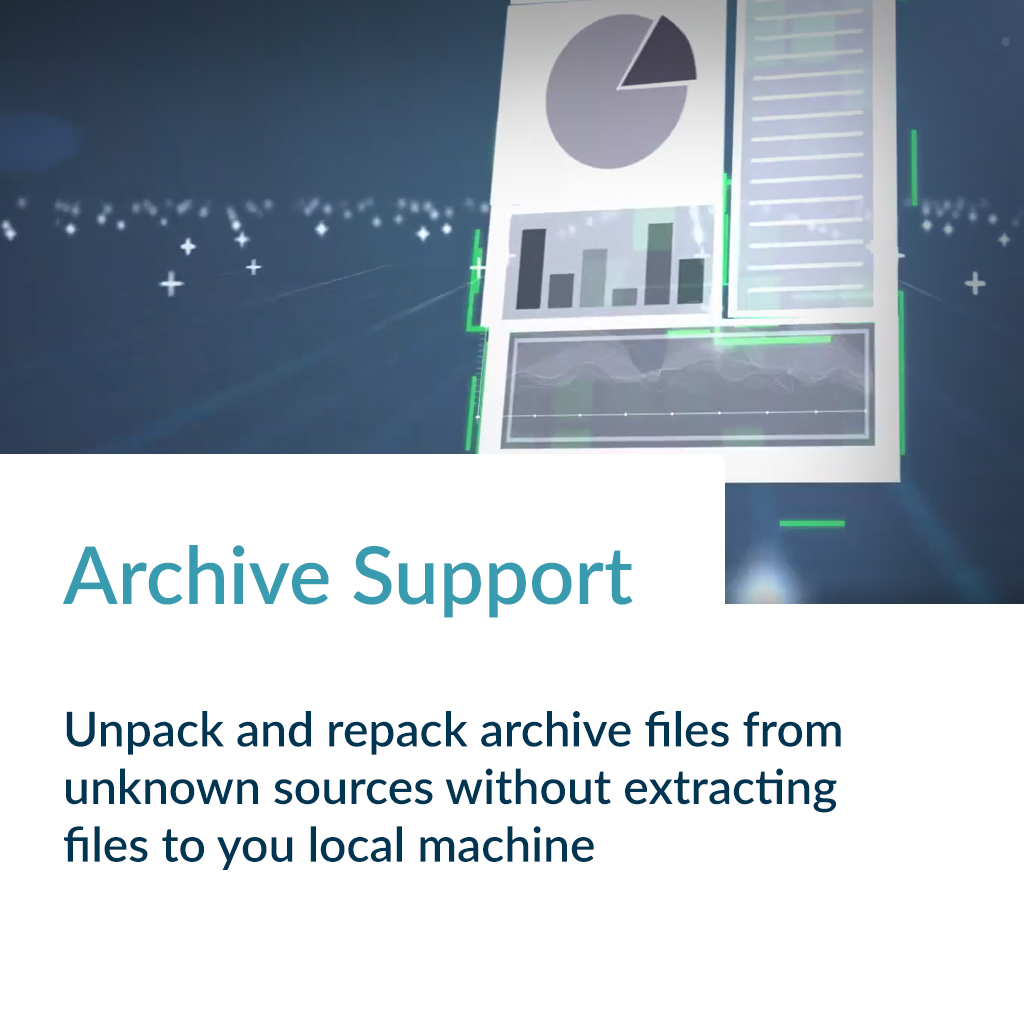 Archive Support
Unpack and repack archive files from
unknown sources without extracting
files to you local machine